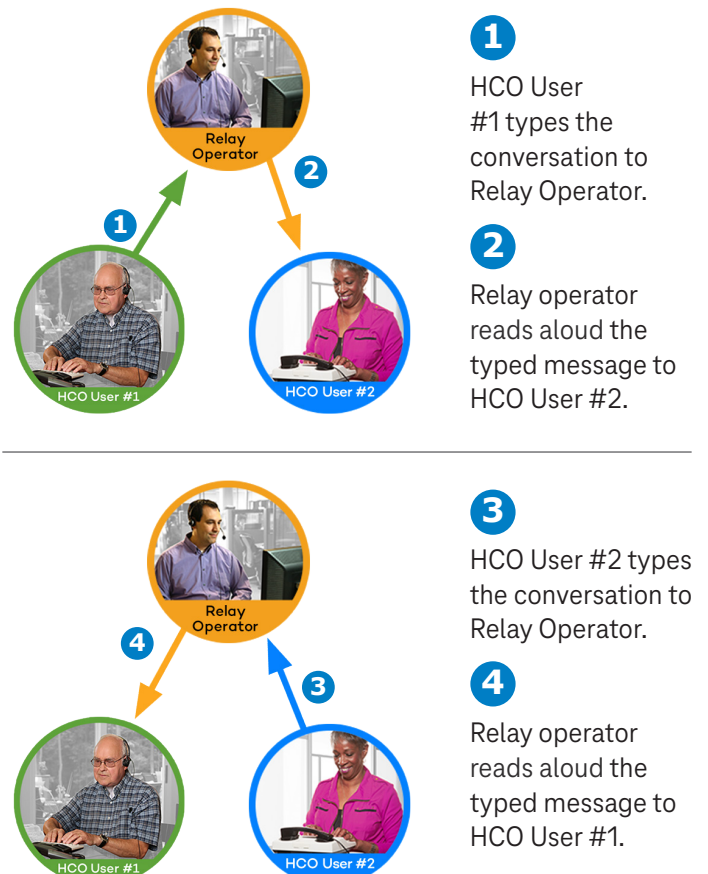 Relay
Operator
2
1
HCO User #1
HCO User #2
1
HCO User
#1 types the
conversation to
Relay Operator.
2
Relay operator
reads aloud the
typed message to
HCO User #2.
Relay
Operator
4
3
HCO User #1
HCO User #2
3
HCO User #2 types
the conversation to
Relay Operator.
4
Relay operator
reads aloud the
typed message to
HCO User #1.